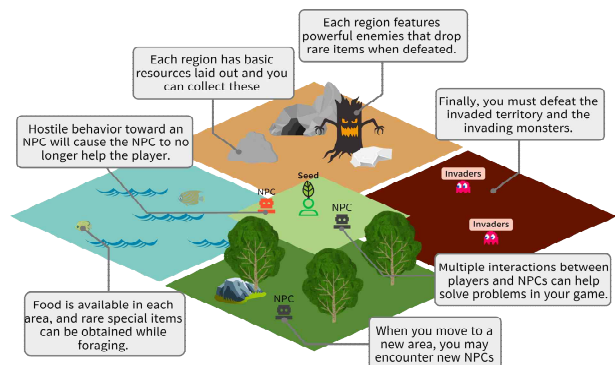 Each region features
powerful enemies that drop
rare items when defeated.
Each region has basic
resources laid out and you
can collect these
Finally, you must defeat the
invaded territory and the
invading monsters.
Hostile behavior toward an
NPC will cause the NPC to no
longer help the player.
Invaders
Seed
NPC
NPC
Invaders
Multiple interactions between
players and NPCs can help
solve problems in your game.
Food is available in each
area, and rare special items
can be obtained while
foraging.
NPC
When you move to a
new area, you may
encounter new NPCs